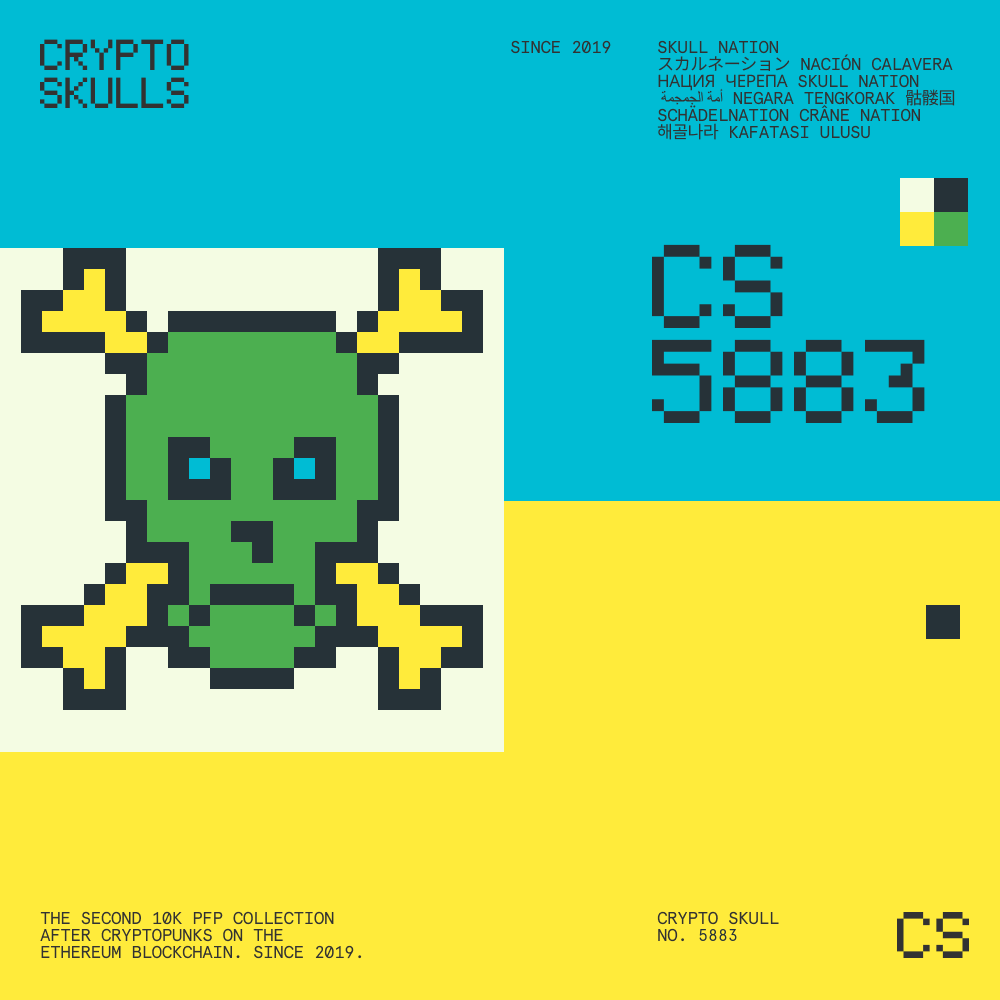 CRYPTO
SKULLS
SINCE 2019
SKULL NATION
スカルネーション NACIÓN CALAVERA
НАЦИЯ ЧЕРЕПА SKULL NATION
أمة الجمجمة NEGARA TENGKORAK 骷髅国
SCHÄDELNATION CRÂNE NATION
해골나라 KAFATASI ULUSU
CS
5883
THE SECOND 10K PFP COLLECTION
AFTER CRYPTOPUNKS ON THE
ETHEREUM BLOCKCHAIN. SINCE 2019.
CRYPTO SKULL
NO. 5883
CS